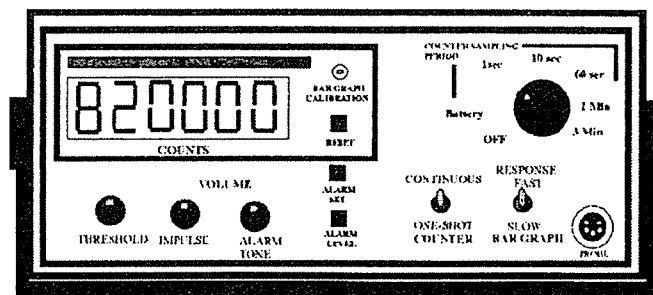 COUNTER SAMPLING
PERIOD
1sec
10 sec
60 sec
1 Min
3 Min
Battery
OFF
820000
COUNTS
BAR GRAPH
CALIBRATION
RESET
ALARM
SET
ALARM
LEVEL
VOLUME
THRESHOLD
IMPULSE
ALARM
TONE
CONTINUOUS
ONE-SHOT
COUNTER
RESPONSE
FAST
SLOW
BAR GRAPH
PROBE